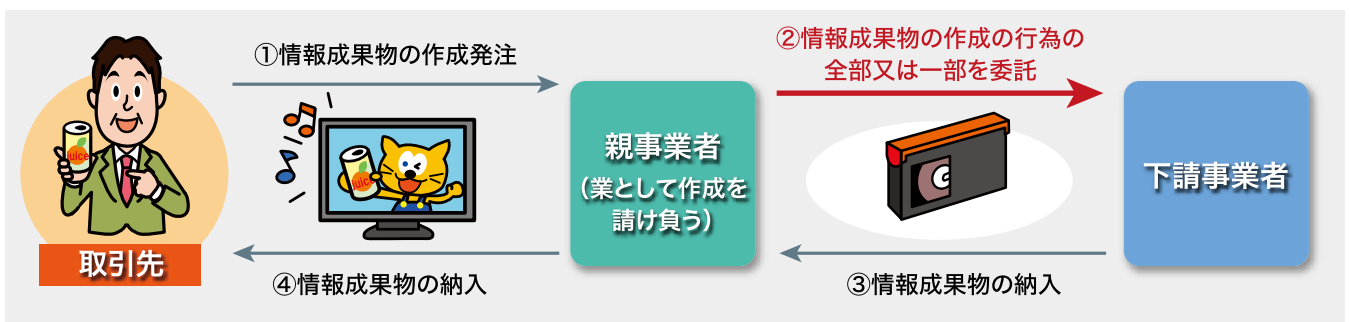 ①情報成果物の作成発注
②情報成果物の作成の行為の
全部又は一部を委託
juice
juice
親事業者
（業として作成を
請け負う）
下請事業者
取引先
④情報成果物の納入
③情報成果物の納入